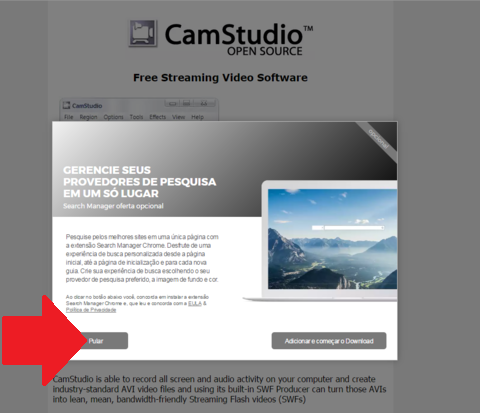 CamStudio™
OPEN SOURCE
Free Streaming Video Software
CamStudio
File Region Options Tools Effects View Help
OPCIONAL
GERENCIE SEUS
PROVEDORES DE PESQUISA
EM UM SÓ LUGAR
Search Manager oferta opcional
Pesquise pelos melhores sites em uma única página com
a extensão Search Manager Chrome. Desfrute de uma
experiência de busca personalizada desde a página
inicial, até a página de inicialização e para cada nova
guia. Crie sua experiência de busca escolhendo o seu
provedor de pesquisa preferido, a imagem de fundo e cor.
Ao clicar no botão abaixo você, concorda em instalar a extensão
Search Manager Chrome e, que leu e concorda com a EULA &
Política de Privacidade
Pular
Adicionar e começar o Download
CamStudio is able to record all screen and audio activity on your computer and create
industry-standard AVI video files and using its built-in SWF Producer can turn those AVIs
into lean, mean, bandwidth-friendly Streaming Flash videos (SWFs)